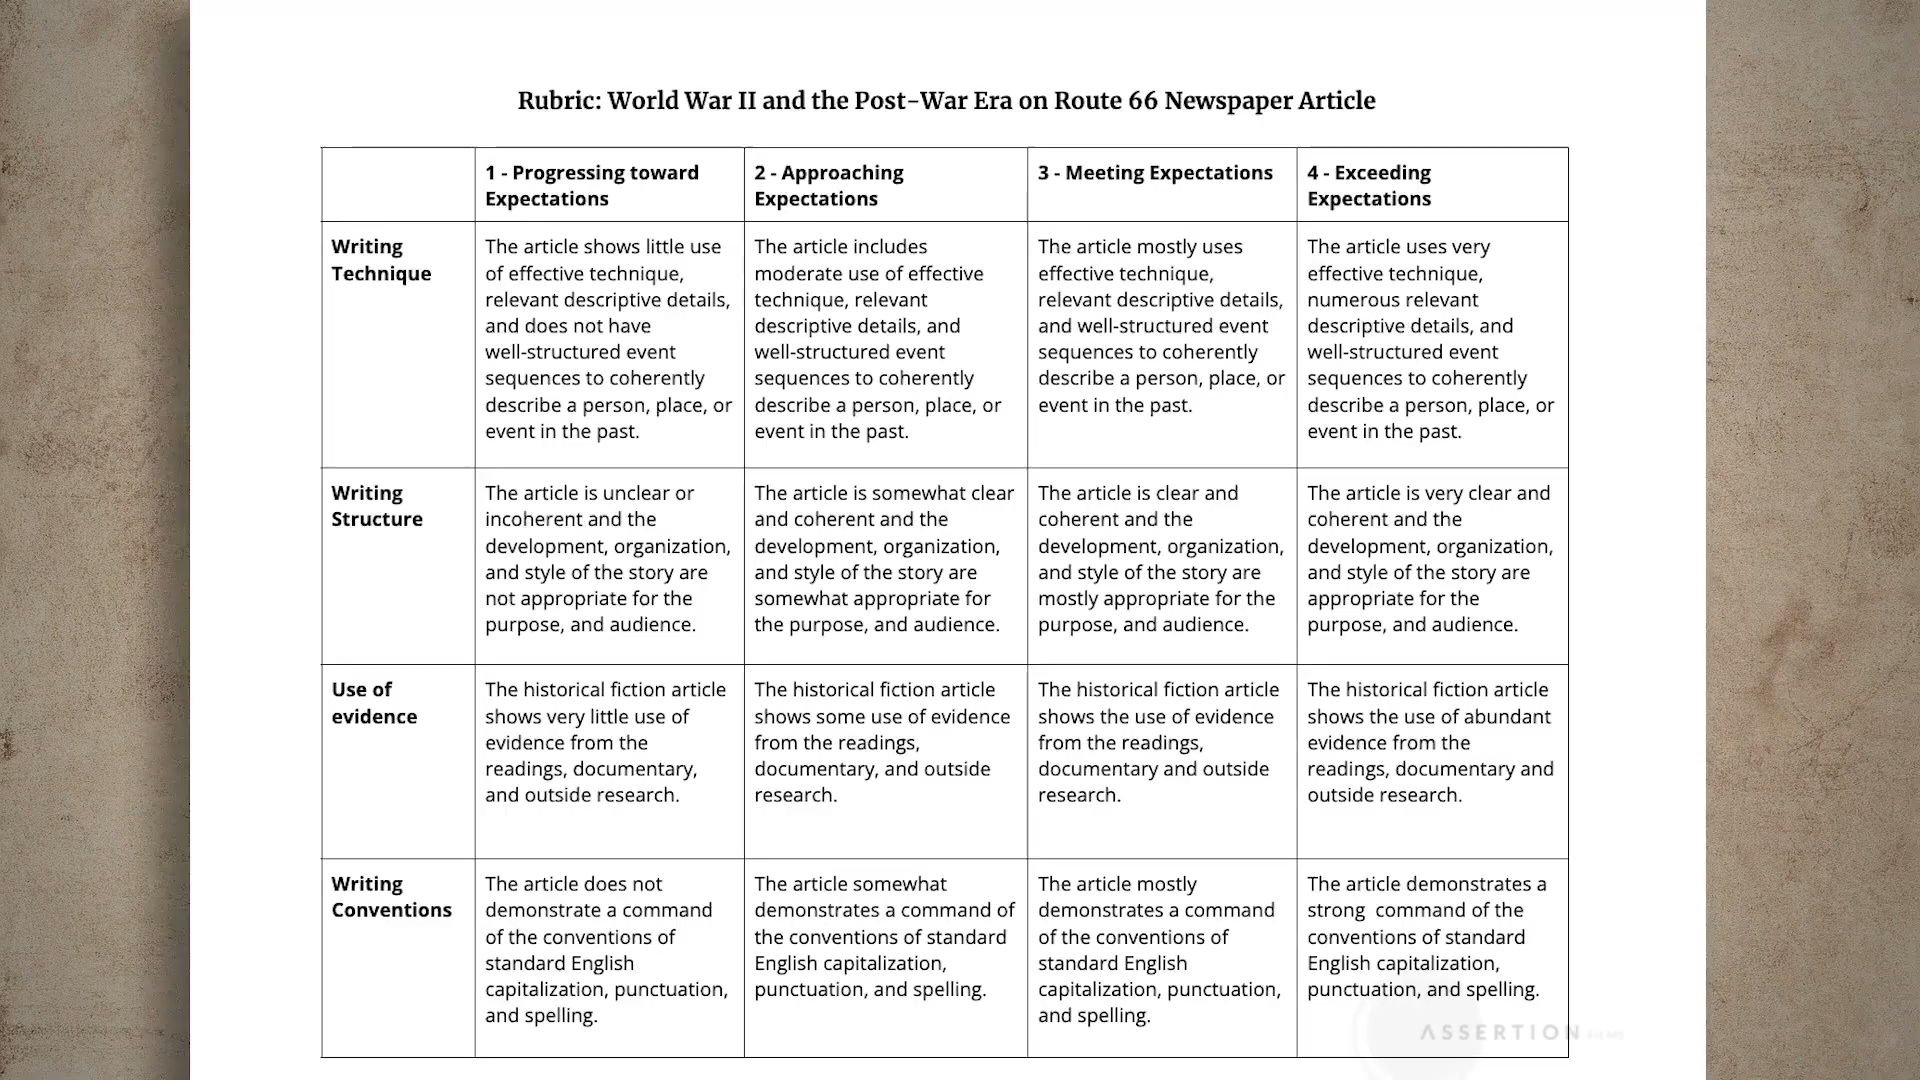 Rubric: World War II and the Post-War Era on Route 66 Newspaper Article
1 - Progressing toward
Expectations
2 - Approaching
Expectations
3 - Meeting Expectations
4 - Exceeding
Expectations
Writing
Technique
The article shows little use
of effective technique,
relevant descriptive details,
and does not have
well-structured event
sequences to coherently
describe a person, place, or
event in the past.
The article includes
moderate use of effective
technique, relevant
descriptive details, and
well-structured event
sequences to coherently
describe a person, place, or
event in the past.
The article mostly uses
effective technique,
relevant descriptive details,
and well-structured event
sequences to coherently
describe a person, place, or
event in the past.
The article uses very
effective technique,
numerous relevant
descriptive details, and
well-structured event
sequences to coherently
describe a person, place, or
event in the past.
Writing
Structure
The article is unclear or
incoherent and the
development, organization,
and style of the story are
not appropriate for the
purpose, and audience.
The article is somewhat clear
and coherent and the
development, organization,
and style of the story are
somewhat appropriate for
the purpose, and audience.
The article is clear and
coherent and the
development, organization,
and style of the story are
mostly appropriate for the
purpose, and audience.
The article is very clear and
coherent and the
development, organization,
and style of the story are
appropriate for the
purpose, and audience.
Use of
evidence
The historical fiction article
shows very little use of
evidence from the
readings, documentary,
and outside research.
The historical fiction article
shows some use of evidence
from the readings,
documentary, and outside
research.
The historical fiction article
shows the use of evidence
from the readings,
documentary and outside
research.
The historical fiction article
shows the use of abundant
evidence from the
readings, documentary and
outside research.
Writing
Conventions
The article does not
demonstrate a command
of the conventions of
standard English
capitalization, punctuation,
and spelling.
The article somewhat
demonstrates a command of
the conventions of standard
English capitalization,
punctuation, and spelling.
The article mostly
demonstrates a command
of the conventions of
standard English
capitalization, punctuation,
and spelling.
The article demonstrates a
strong  command of the
conventions of standard
English capitalization,
punctuation, and spelling.
ASSERTION FILMS